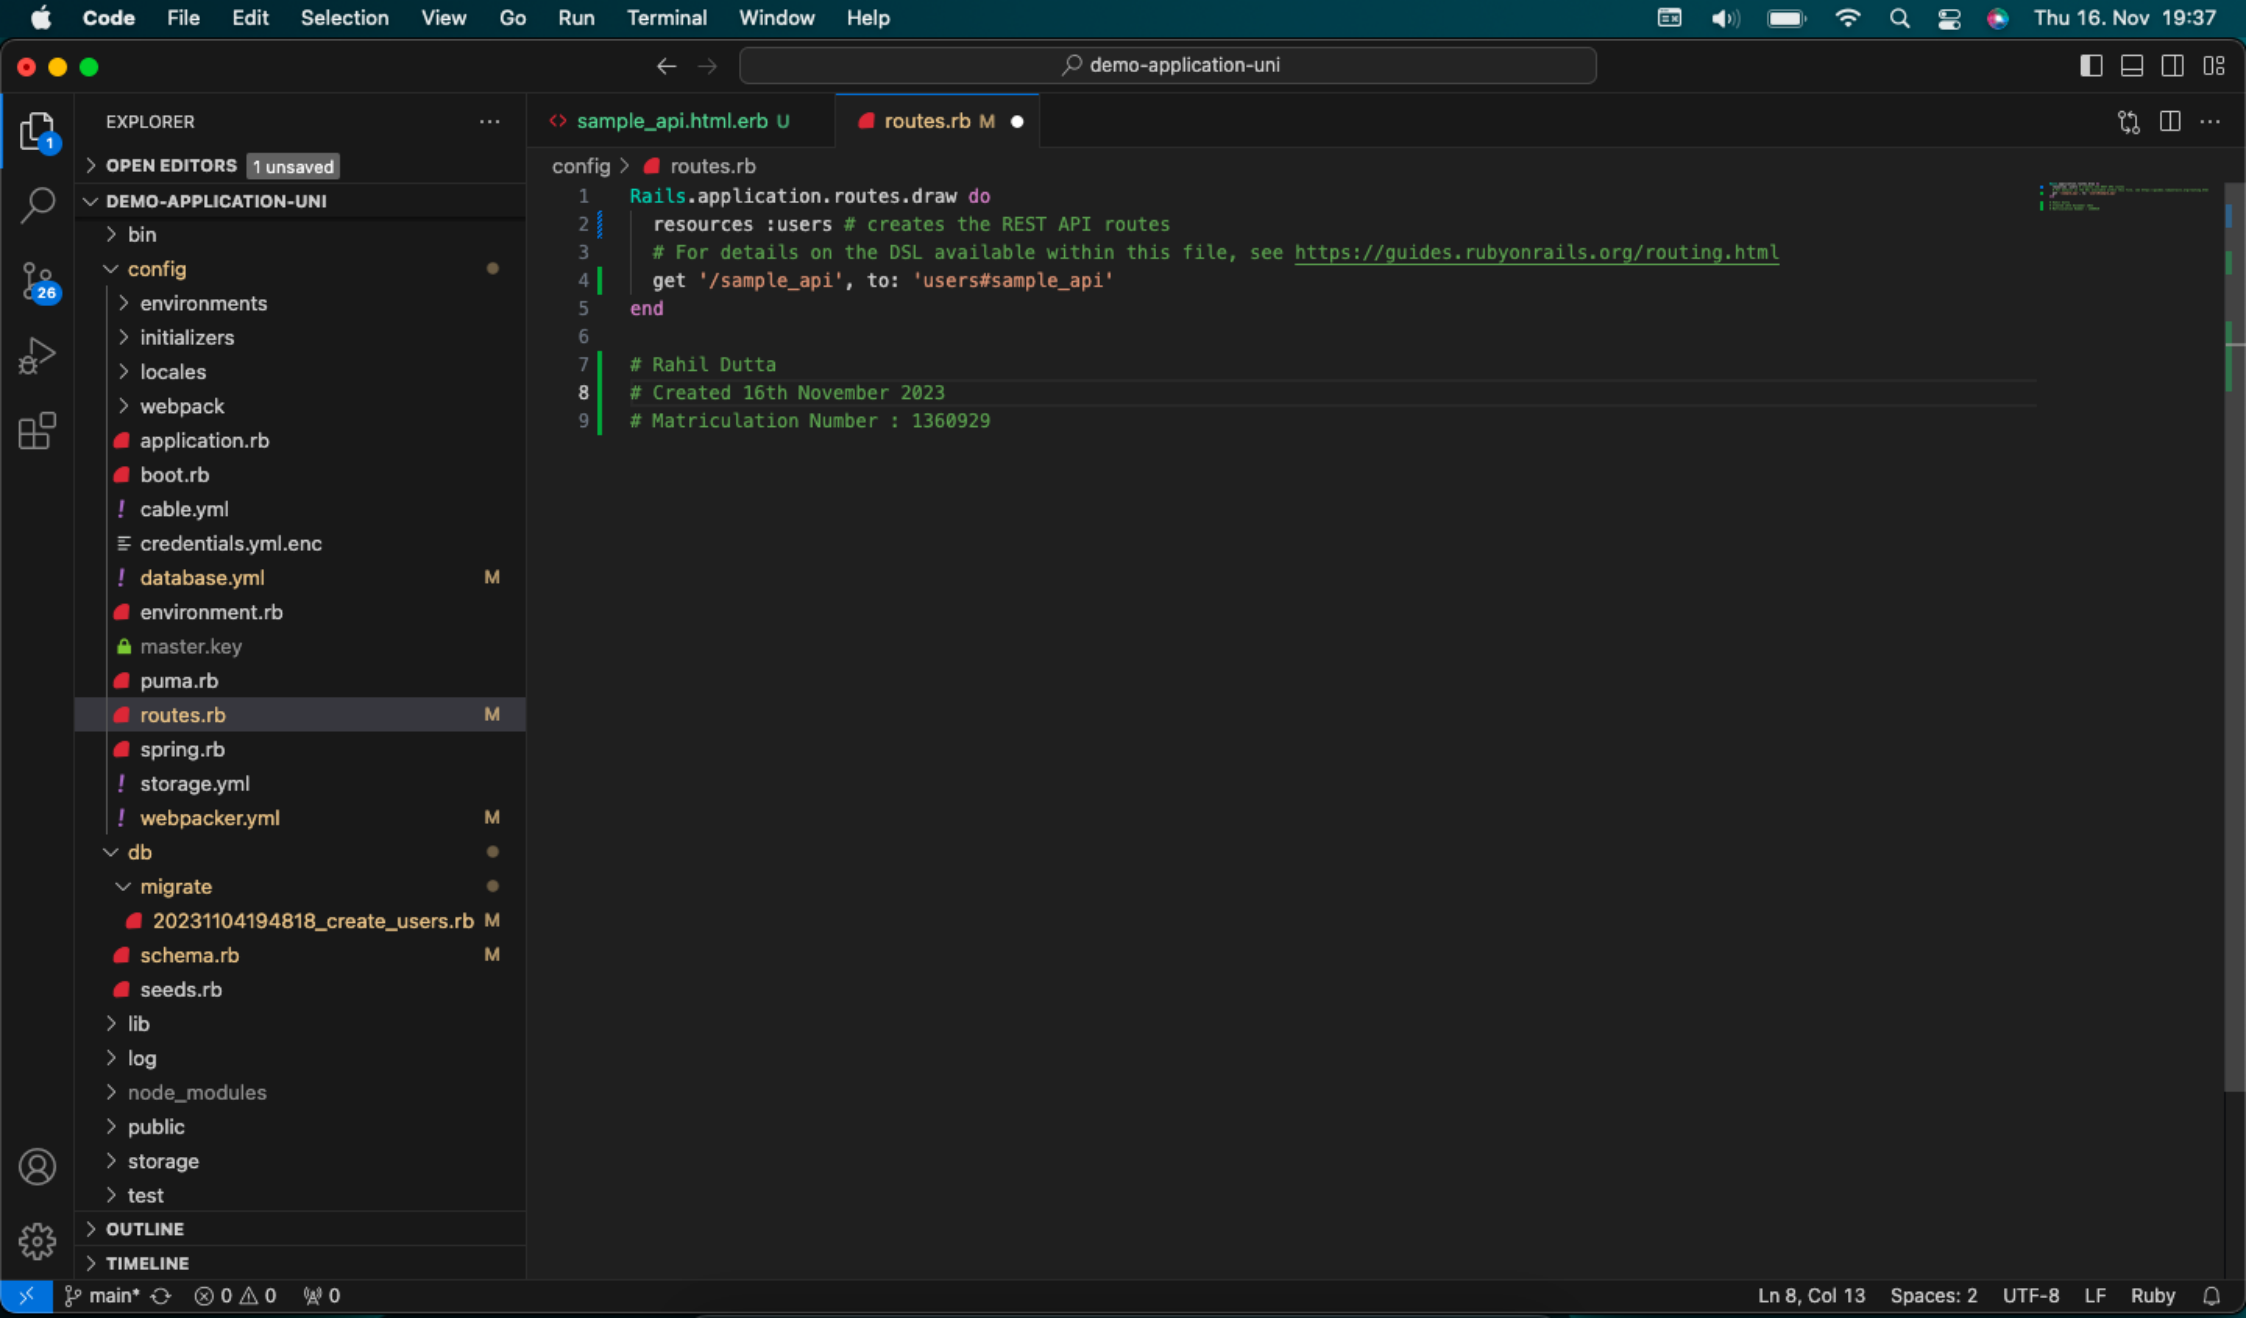 Code File Edit Selection View Go Run Terminal Window Help Thu 16. Nov 19:37
demo-application-uni
EXPLORER
OPEN EDITORS 1 unsaved
DEMO-APPLICATION-UNI
bin
config
environments
initializers
locales
webpack
application.rb
boot.rb
! cable.yml
credentials.yml.enc
! database.yml M
environment.rb
master.key
puma.rb
routes.rb M
spring.rb
! storage.yml
! webpacker.yml M
db
migrate
20231104194818_create_users.rb M
schema.rb M
seeds.rb
lib
log
node_modules
public
storage
test
OUTLINE
TIMELINE
1
26
<> sample_api.html.erb U routes.rb M
config > routes.rb
1 Rails.application.routes.draw do
2 resources :users # creates the REST API routes
3 # For details on the DSL available within this file, see https://guides.rubyonrails.org/routing.html
4 get '/sample_api', to: 'users#sample_api'
5 end
6
7 # Rahil Dutta
8 # Created 16th November 2023
9 # Matriculation Number : 1360929
main* 0 0 0 Ln 8, Col 13 Spaces: 2 UTF-8 LF Ruby